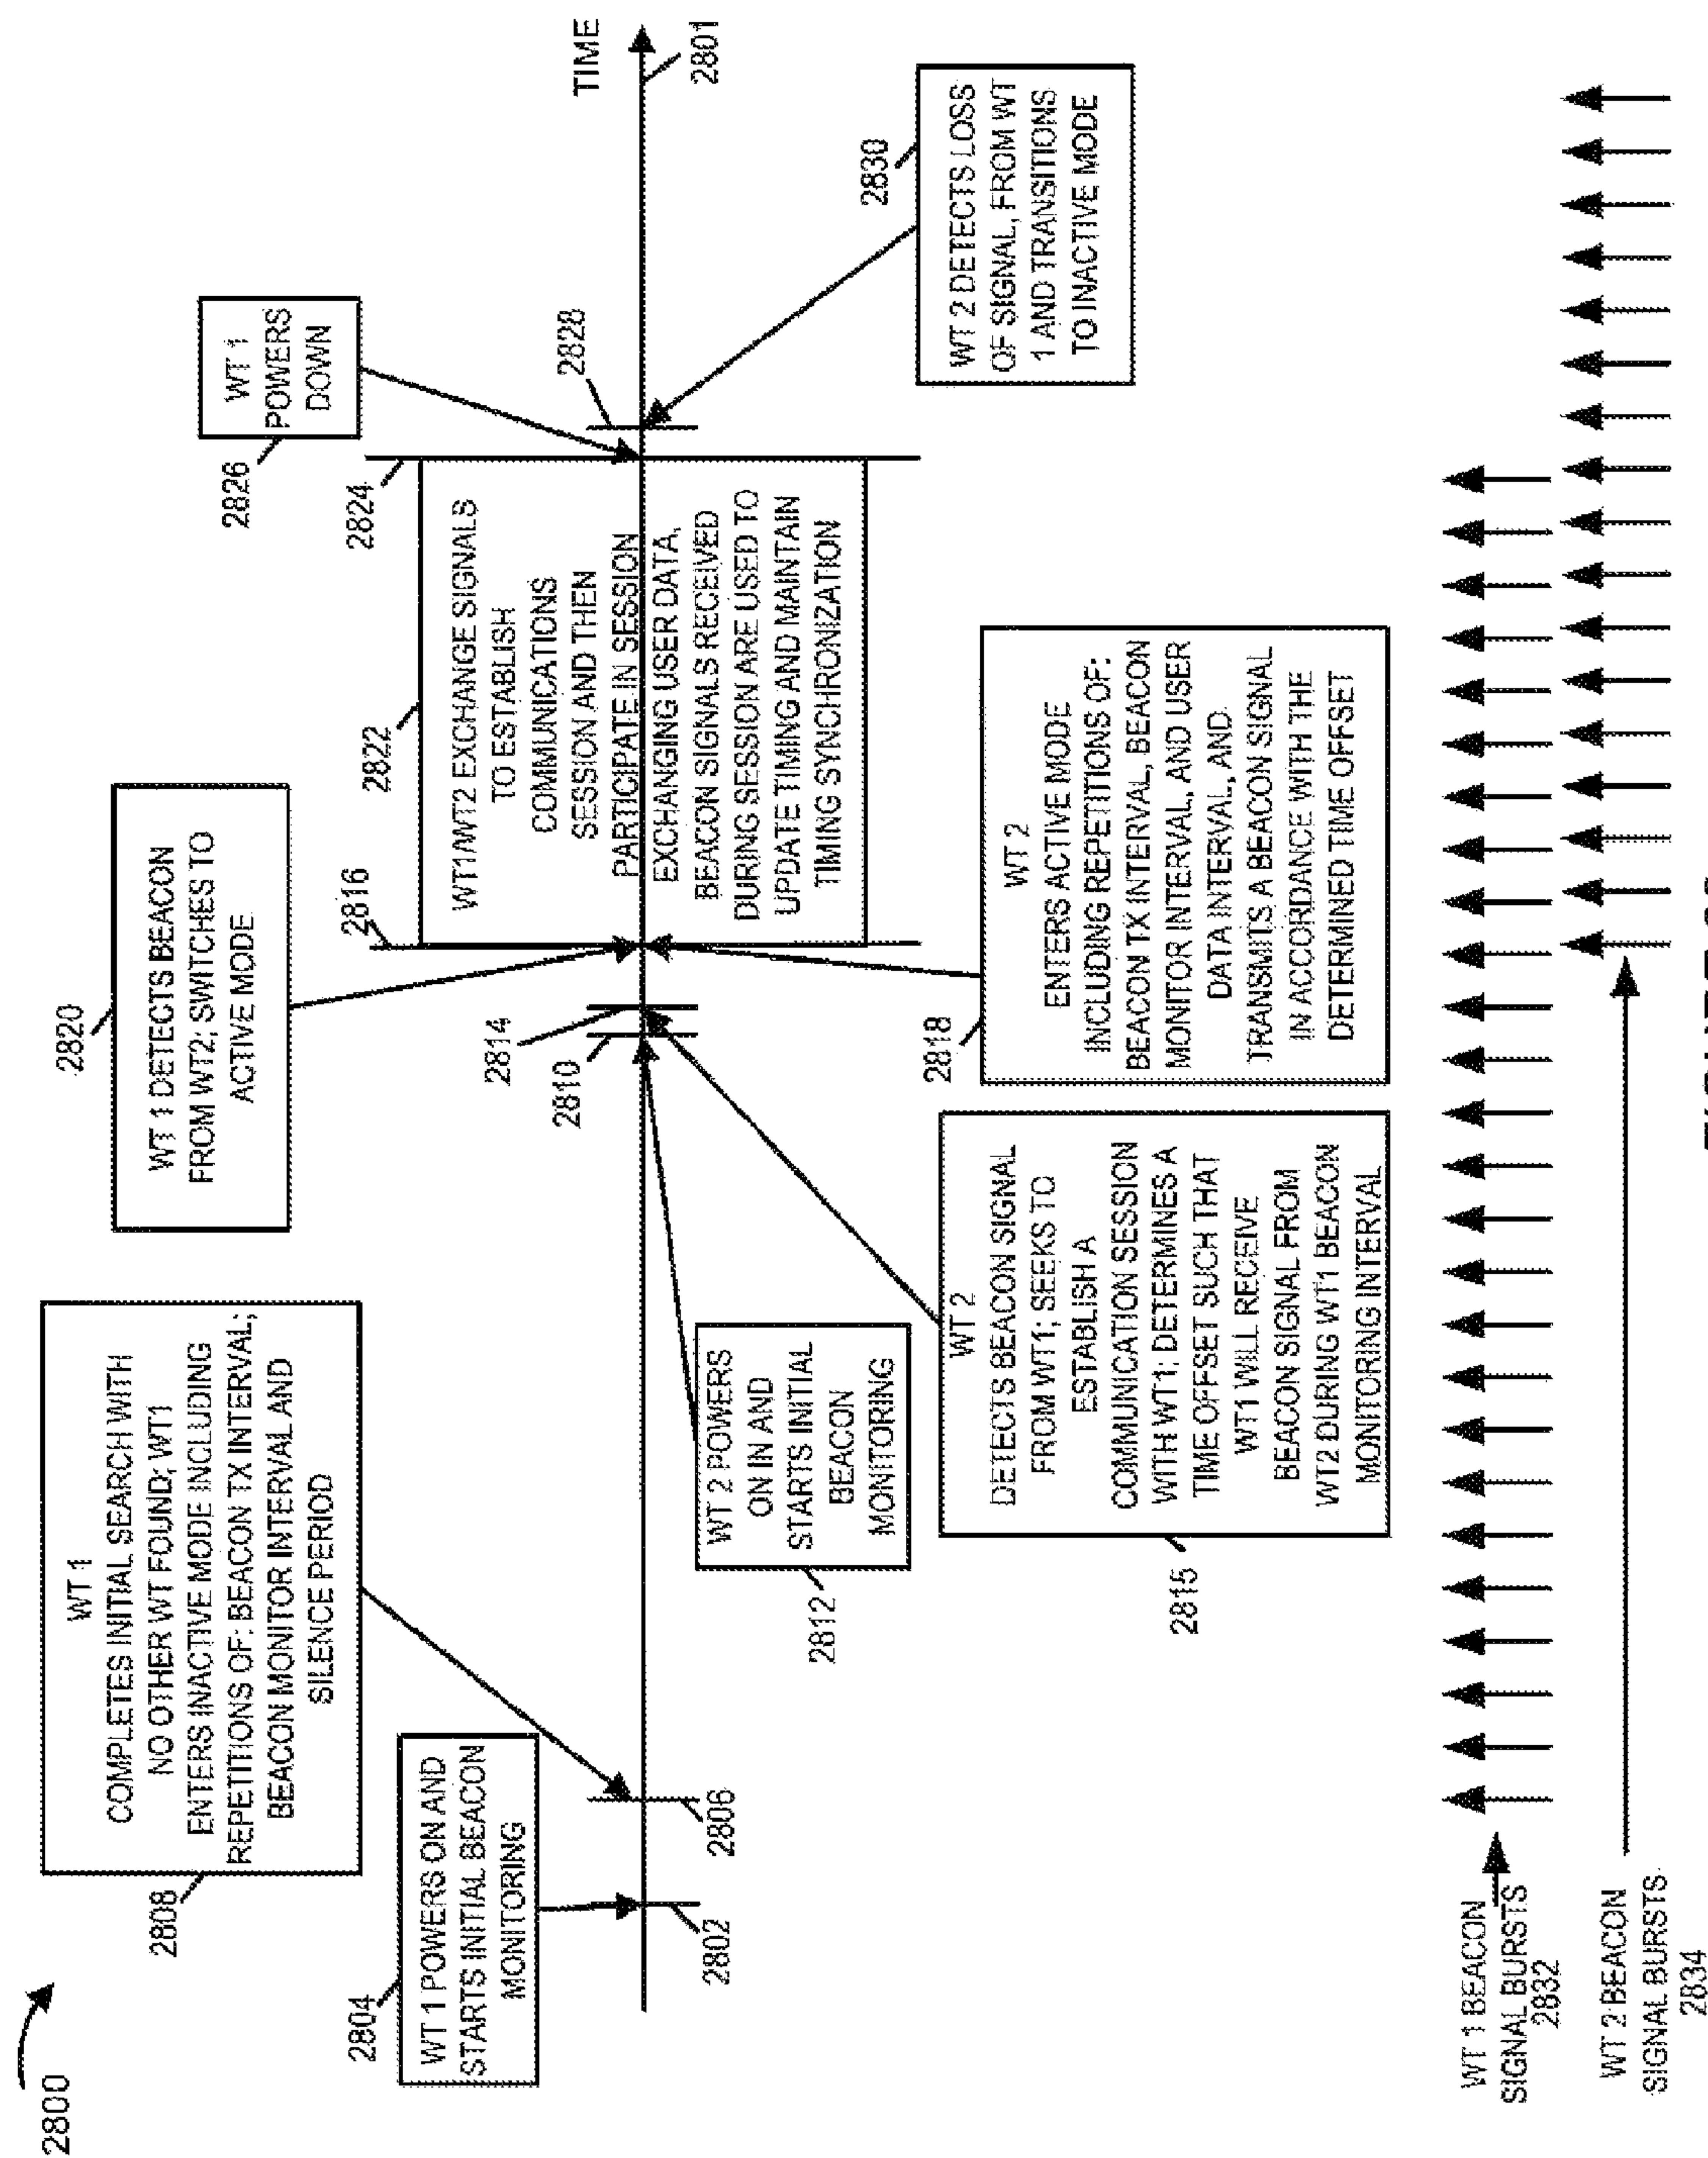 2800
2808
WT 1
COMPLETES INITIAL SEARCH WITH
NO OTHER WT FOUND; WT1
ENTERS INACTIVE MODE INCLUDING
REPETITIONS OF: BEACON TX INTERVAL;
BEACON MONITOR INTERVAL AND
SILENCE PERIOD
2804
WT 1 POWERS ON AND
STARTS INITIAL BEACON
MONITORING
2820
WT 1 DETECTS BEACON
FROM WT2; SWITCHES TO
ACTIVE MODE
2826
WT 1
POWERS
DOWN
2816
2822
2824
WT1/WT2 EXCHANGE SIGNALS
TO ESTABLISH
COMMUNICATIONS
SESSION AND THEN
PARTICIPATE IN SESSION
EXCHANGING USER DATA,
BEACON SIGNALS RECEIVED
DURING SESSION ARE USED TO
UPDATE TIMING AND MAINTAIN
TIMING SYNCHRONIZATION
2814
2810
2828
TIME
2801
2802
2806
2812
WT 2 POWERS
ON IN AND
STARTS INITIAL
BEACON
MONITORING
2815
WT 2
DETECTS BEACON SIGNAL
FROM WT1; SEEKS TO
ESTABLISH A
COMMUNICATION SESSION
WITH WT1; DETERMINES A
TIME OFFSET SUCH THAT
WT1 WILL RECEIVE
BEACON SIGNAL FROM
WT2 DURING WT1 BEACON
MONITORING INTERVAL
2818
WT 2
ENTERS ACTIVE MODE
INCLUDING REPETITIONS OF:
BEACON TX INTERVAL, BEACON
MONITOR INTERVAL, AND USER
DATA INTERVAL, AND
TRANSMITS A BEACON SIGNAL
IN ACCORDANCE WITH THE
DETERMINED TIME OFFSET
2830
WT 2 DETECTS LOSS
OF SIGNAL, FROM WT
1 AND TRANSITIONS
TO INACTIVE MODE
WT 1 BEACON
SIGNAL BURSTS
2832
WT 2 BEACON
SIGNAL BURSTS
2834